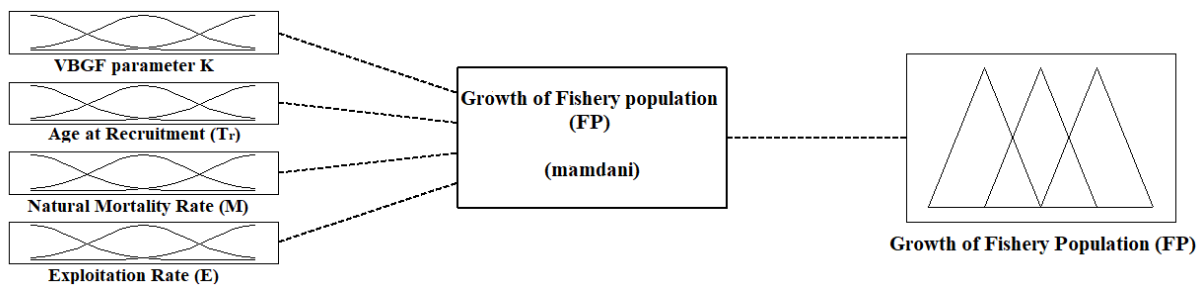 VBGF parameter K
Age at Recruitment (Tr)
Natural Mortality Rate (M)
Exploitation Rate (E)
Growth of Fishery population
(FP)
(mamdani)
Growth of Fishery Population (FP)